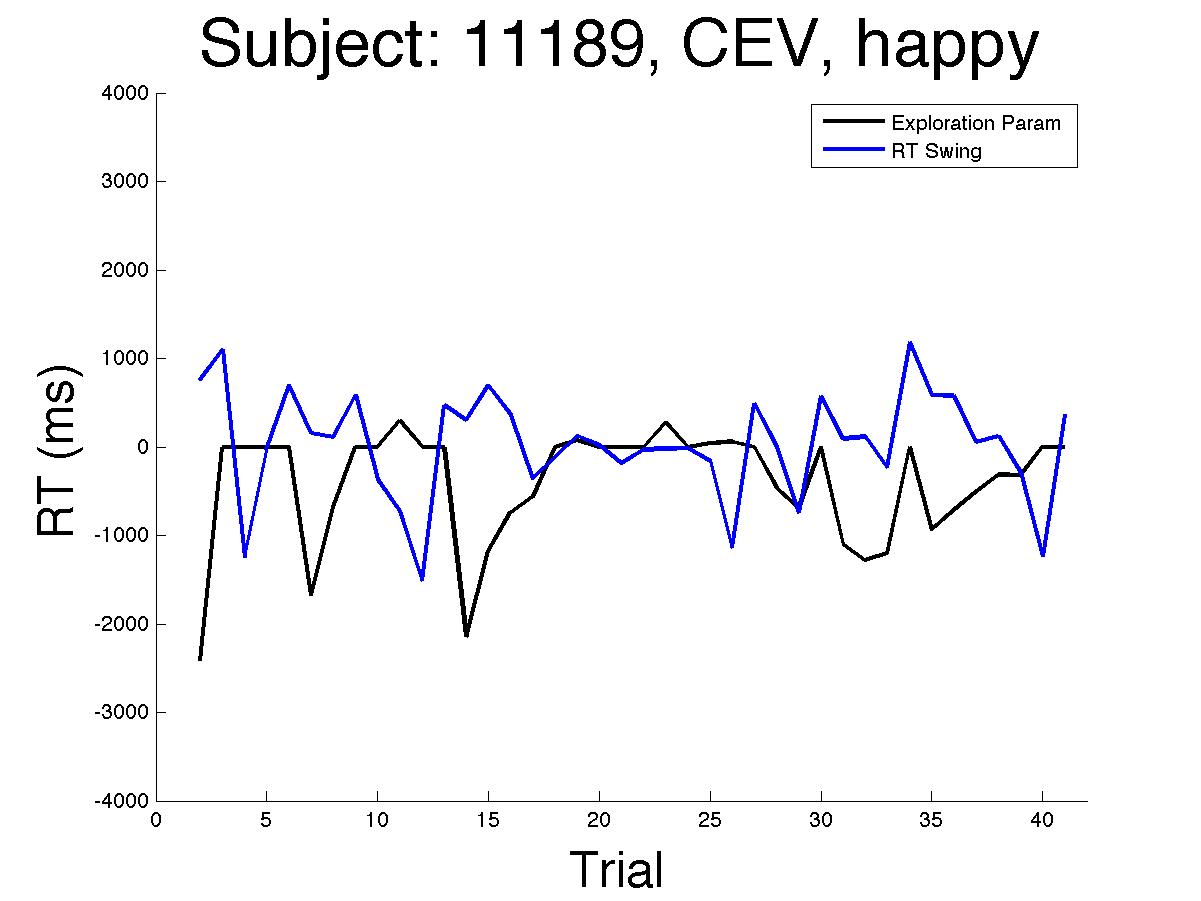 Subject: 11189, CEV, happy
Exploration Param
RT Swing
4000
3000
2000
1000
0
-1000
-2000
-3000
-4000
RT (ms)
0 5 10 15 20 25 30 35 40
Trial